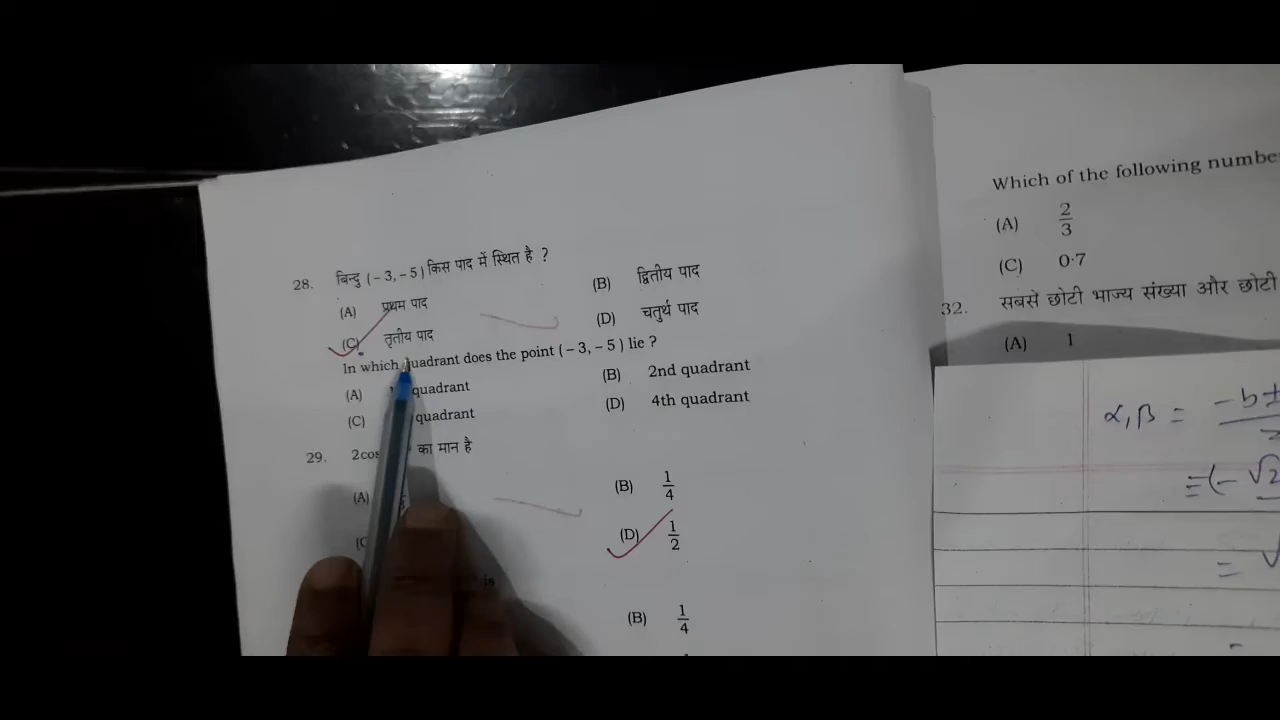 28. बिन्दु (– 3, – 5) किस पाद में स्थित है ?
(A) प्रथम पाद (B) द्वितीय पाद
(C) तृतीय पाद (D) चतुर्थ पाद
In which quadrant does the point (– 3, – 5) lie ?
(A) quadrant (B) 2nd quadrant
(C) quadrant (D) 4th quadrant
29. 2cos का मान है
(A) (B) 1/4
(C (D) 1/2
is
(B) 1/4
Which of the following numbe
(A) 2/3
(C) 0·7
32. सबसे छोटी भाज्य संख्या और छोटी
(A) 1
α, β = -b ±
= (- √2
= √
=